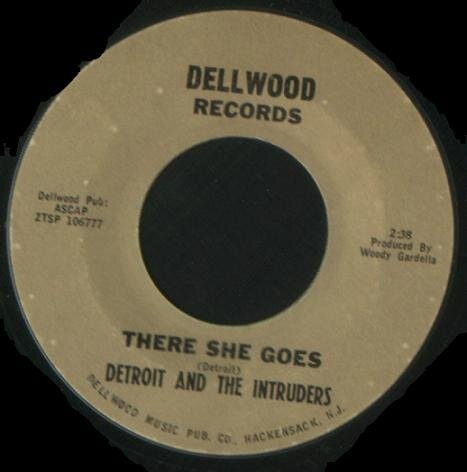 DELLWOOD
RECORDS
Dellwood Pub:
ASCAP
ZTSP 106777
2:38
Produced By
Woody Gardella
THERE SHE GOES
(Detroit)
DETROIT AND THE INTRUDERS
DELLWOOD MUSIC PUB. CO., HACKENSACK, N.J.